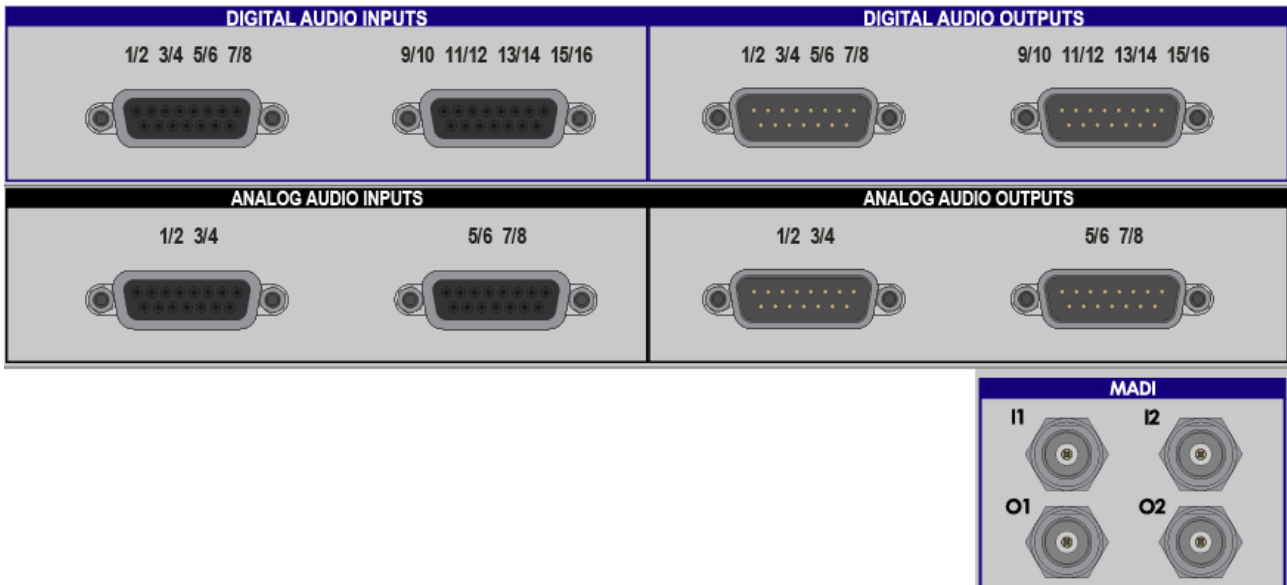 DIGITAL AUDIO INPUTS DIGITAL AUDIO OUTPUTS
1/2 3/4 5/6 7/8 9/10 11/12 13/14 15/16 1/2 3/4 5/6 7/8 9/10 11/12 13/14 15/16
ANALOG AUDIO INPUTS ANALOG AUDIO OUTPUTS
1/2 3/4 5/6 7/8 1/2 3/4 5/6 7/8
MADI
I1 I2
O1 O2